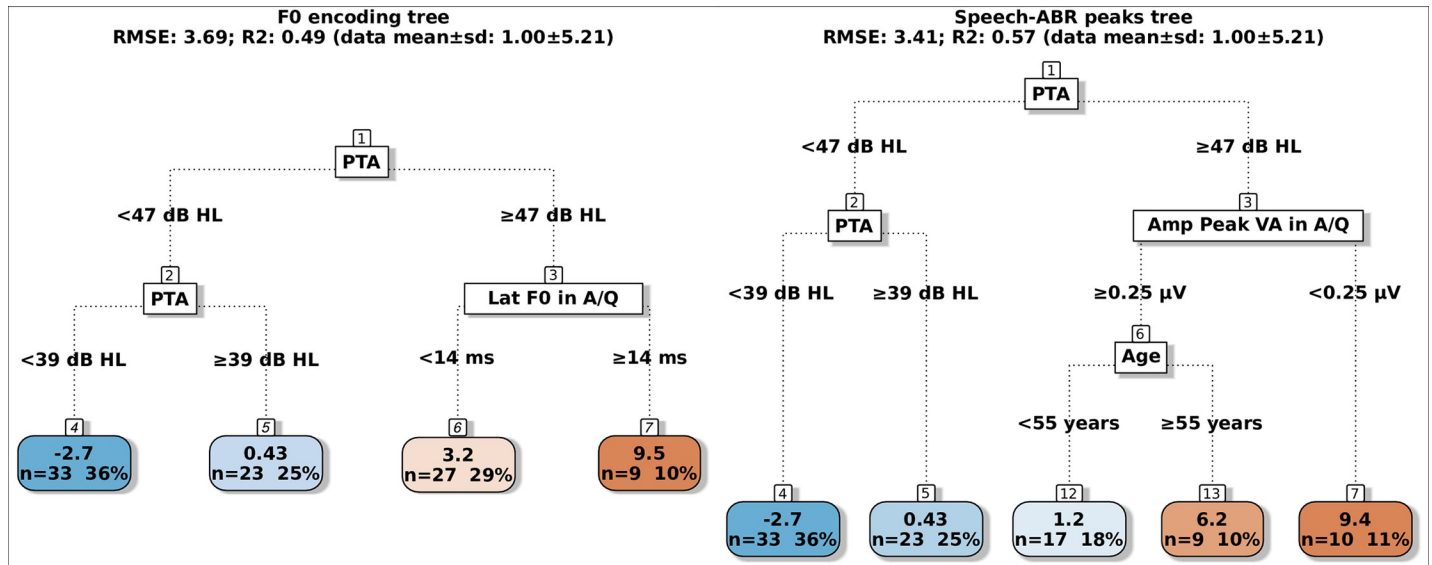 F0 encoding tree
RMSE: 3.69; R2: 0.49 (data mean±sd: 1.00±5.21)
1
PTA
<47 dB HL
≥47 dB HL
2
PTA
3
Lat F0 in A/Q
<39 dB HL
≥39 dB HL
<14 ms
≥14 ms
4
-2.7
n=33 36%
5
0.43
n=23 25%
6
3.2
n=27 29%
7
9.5
n=9 10%
Speech-ABR peaks tree
RMSE: 3.41; R2: 0.57 (data mean±sd: 1.00±5.21)
1
PTA
<47 dB HL
≥47 dB HL
2
PTA
3
Amp Peak VA in A/Q
<39 dB HL
≥39 dB HL
≥0.25 μV
<0.25 μV
6
Age
<55 years
≥55 years
4
-2.7
n=33 36%
5
0.43
n=23 25%
12
1.2
n=17 18%
13
6.2
n=9 10%
7
9.4
n=10 11%